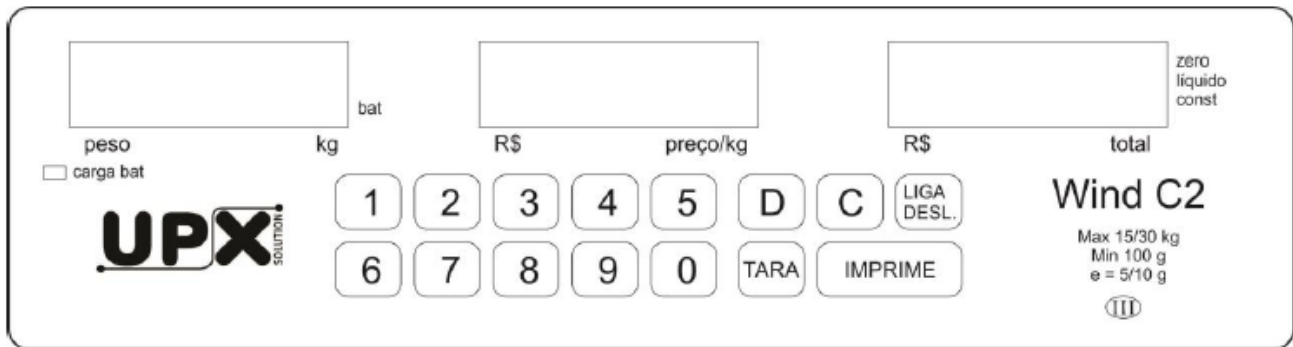 bat
zero
líquido
const
peso kg
R$ preço/kg
R$ total
carga bat
1 2 3 4 5 D C LIGA DESL.
6 7 8 9 0 TARA IMPRIME
UPX
SOLUTION
Wind C2
Max 15/30 kg
Min 100 g
e = 5/10 g
III